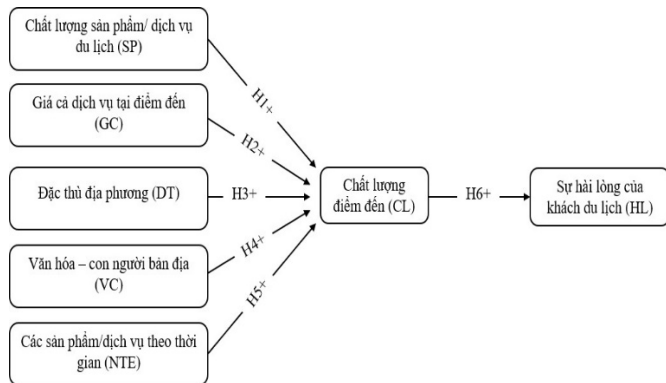 Chất lượng sản phẩm/ dịch vụ
du lịch (SP)
H1+
Giá cả dịch vụ tại điểm đến
(GC)
H2+
Đặc thù địa phương (DT)
H3+
Chất lượng
điểm đến (CL)
H6+
Sự hài lòng của
khách du lịch (HL)
Văn hóa – con người bản địa
(VC)
H4+
Các sản phẩm/dịch vụ theo thời
gian (NTE)
H5+